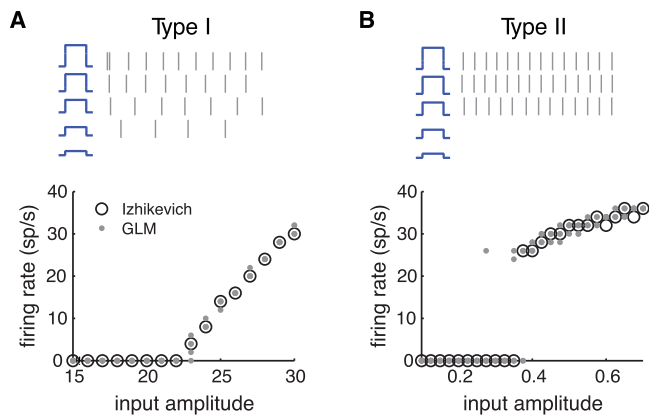 A
Type I
B
Type II
40
30
20
10
0
firing rate (sp/s)
Izhikevich
GLM
15
20
25
30
input amplitude
40
30
20
10
0
firing rate (sp/s)
0.2
0.4
0.6
input amplitude